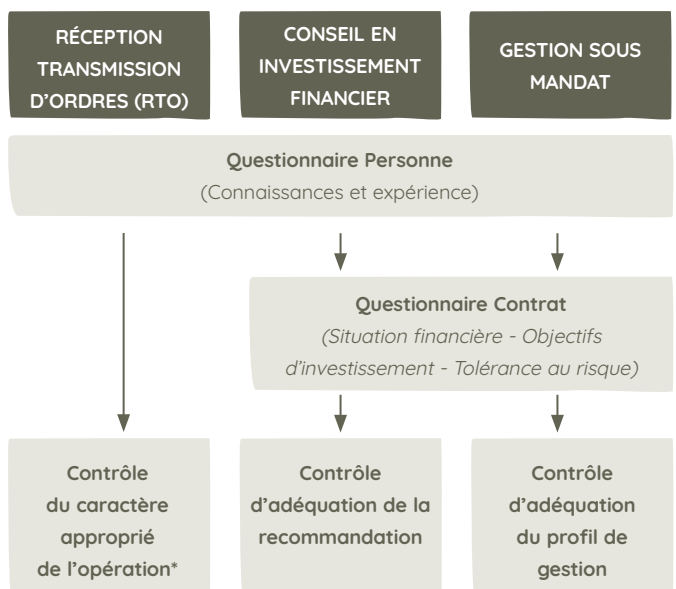 RÉCEPTION
TRANSMISSION
D’ORDRES (RTO)
CONSEIL EN
INVESTISSEMENT
FINANCIER
GESTION SOUS
MANDAT
Questionnaire Personne
(Connaissances et expérience)
Questionnaire Contrat
(Situation financière - Objectifs
d’investissement - Tolérance au risque)
Contrôle
du caractère
approprié
de l’opération*
Contrôle
d’adéquation de la
recommandation
Contrôle
d’adéquation
du profil de
gestion